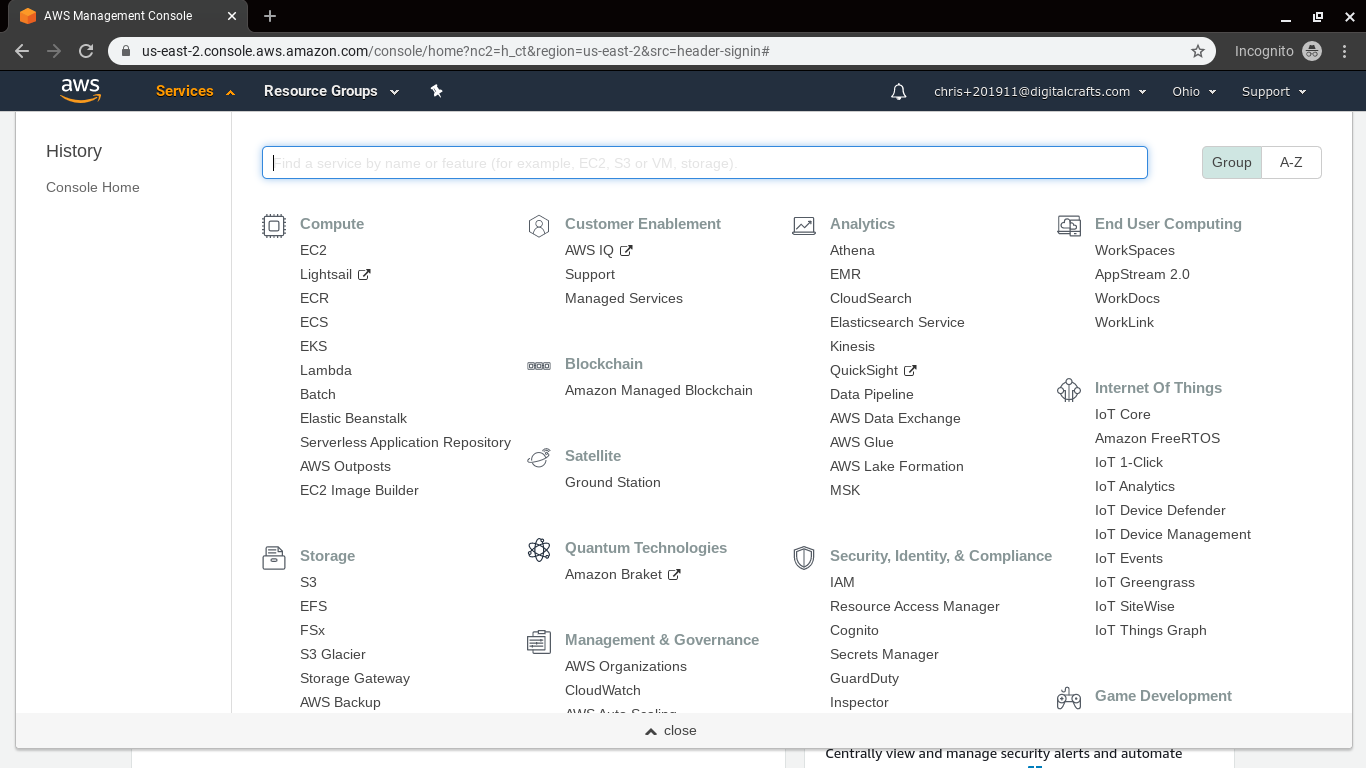 AWS Management Console
us-east-2.console.aws.amazon.com/console/home?nc2=h_ct&region=us-east-2&src=header-signin#
Incognito
aws
Services
Resource Groups
chris+201911@digitalcrafts.com
Ohio
Support
History
Console Home
Find a service by name or feature (for example, EC2, S3 or VM, storage).
Group
A-Z
Compute
EC2
Lightsail
ECR
ECS
EKS
Lambda
Batch
Elastic Beanstalk
Serverless Application Repository
AWS Outposts
EC2 Image Builder
Storage
S3
EFS
FSx
S3 Glacier
Storage Gateway
AWS Backup
Customer Enablement
AWS IQ
Support
Managed Services
Blockchain
Amazon Managed Blockchain
Satellite
Ground Station
Quantum Technologies
Amazon Braket
Management & Governance
AWS Organizations
CloudWatch
AWS Auto Scaling
Analytics
Athena
EMR
CloudSearch
Elasticsearch Service
Kinesis
QuickSight
Data Pipeline
AWS Data Exchange
AWS Glue
AWS Lake Formation
MSK
Security, Identity, & Compliance
IAM
Resource Access Manager
Cognito
Secrets Manager
GuardDuty
Inspector
End User Computing
WorkSpaces
AppStream 2.0
WorkDocs
WorkLink
Internet Of Things
IoT Core
Amazon FreeRTOS
IoT 1-Click
IoT Analytics
IoT Device Defender
IoT Device Management
IoT Events
IoT Greengrass
IoT SiteWise
IoT Things Graph
Game Development
close
Centrally view and manage security alerts and automate